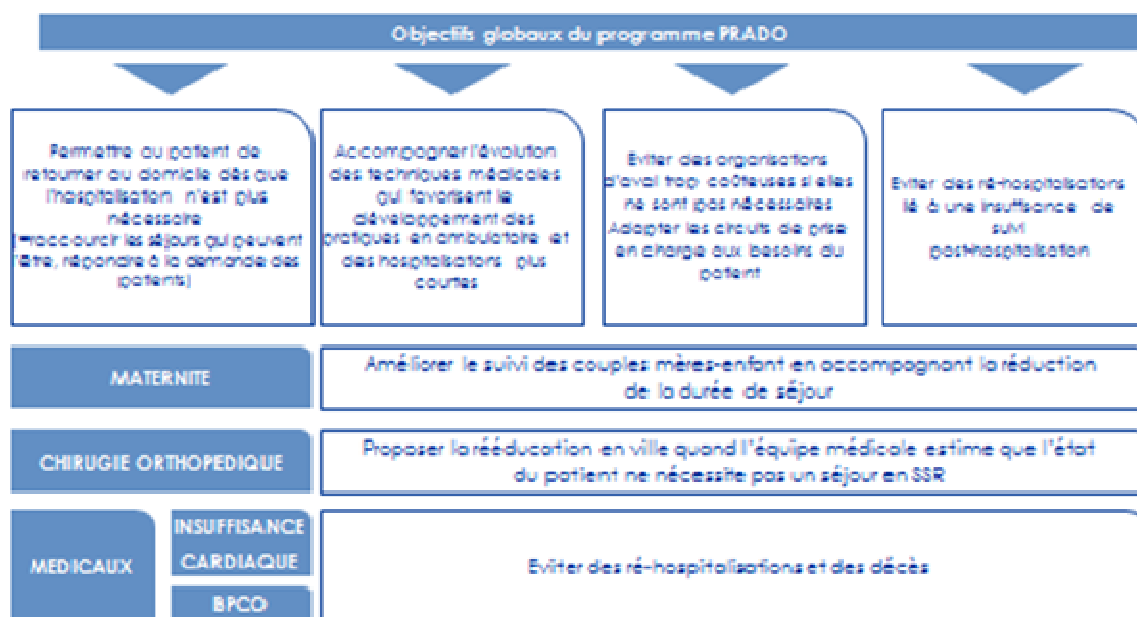 Objectifs globaux du programme PRADO
Permettre au patient de
retourner au domicile dès que
l'hospitalisation n'est plus
nécessaire
(=raccourcir les séjours qui peuvent
l'être, répondre à la demande des
patients)
Accompagner l'évolution
des techniques médicales
qui favorisent le
développement des
pratiques en ambulatoire et
des hospitalisations plus
courtes
Eviter des organisations
d'aval trop coûteuses si elles
ne sont pas nécessaires
Adapter les circuits de prise
en charge aux besoins du
patient
Eviter des ré-hospitalisations
lié à une insuffisance de
suivi
post-hospitalisation
MATERNITE
Améliorer le suivi des couples mères-enfant en accompagnant la réduction
de la durée de séjour
CHIRUGIE ORTHOPEDIQUE
Proposer la rééducation en ville quand l'équipe médicale estime que l'état
du patient ne nécessite pas un séjour en SSR
MEDICAUX
INSUFFISANCE
CARDIAQUE
BPCO
Eviter des ré-hospitalisations et des décès